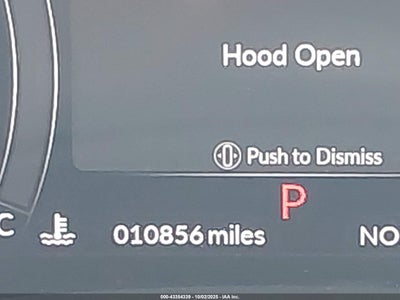 Hood Open
Push to Dismiss
P
C
010856 miles
NO
000-43354339 - 10/02/2025 - IAA Inc.